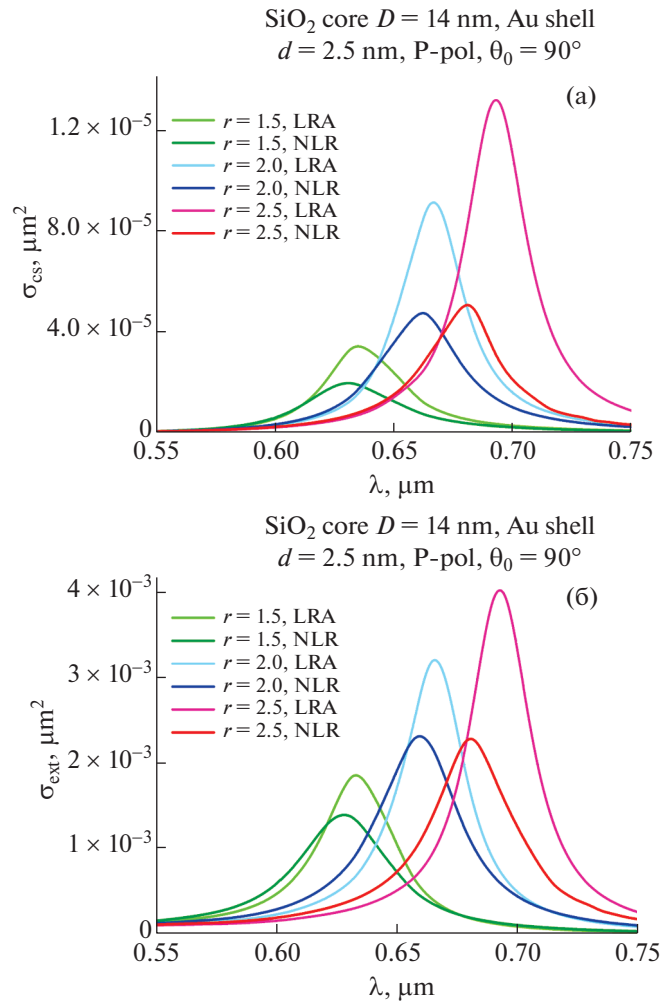 SiO₂ core D = 14 nm, Au shell
d = 2.5 nm, P-pol, θ₀ = 90°
(а)
1.2 × 10⁻⁵
8.0 × 10⁻⁵
4.0 × 10⁻⁵
0
σcs, μm²
r = 1.5, LRA
r = 1.5, NLR
r = 2.0, LRA
r = 2.0, NLR
r = 2.5, LRA
r = 2.5, NLR
0.55 0.60 0.65 0.70 0.75
λ, μm
SiO₂ core D = 14 nm, Au shell
d = 2.5 nm, P-pol, θ₀ = 90°
(б)
4 × 10⁻³
3 × 10⁻³
2 × 10⁻³
1 × 10⁻³
0
σext, μm²
r = 1.5, LRA
r = 1.5, NLR
r = 2.0, LRA
r = 2.0, NLR
r = 2.5, LRA
r = 2.5, NLR
0.55 0.60 0.65 0.70 0.75
λ, μm